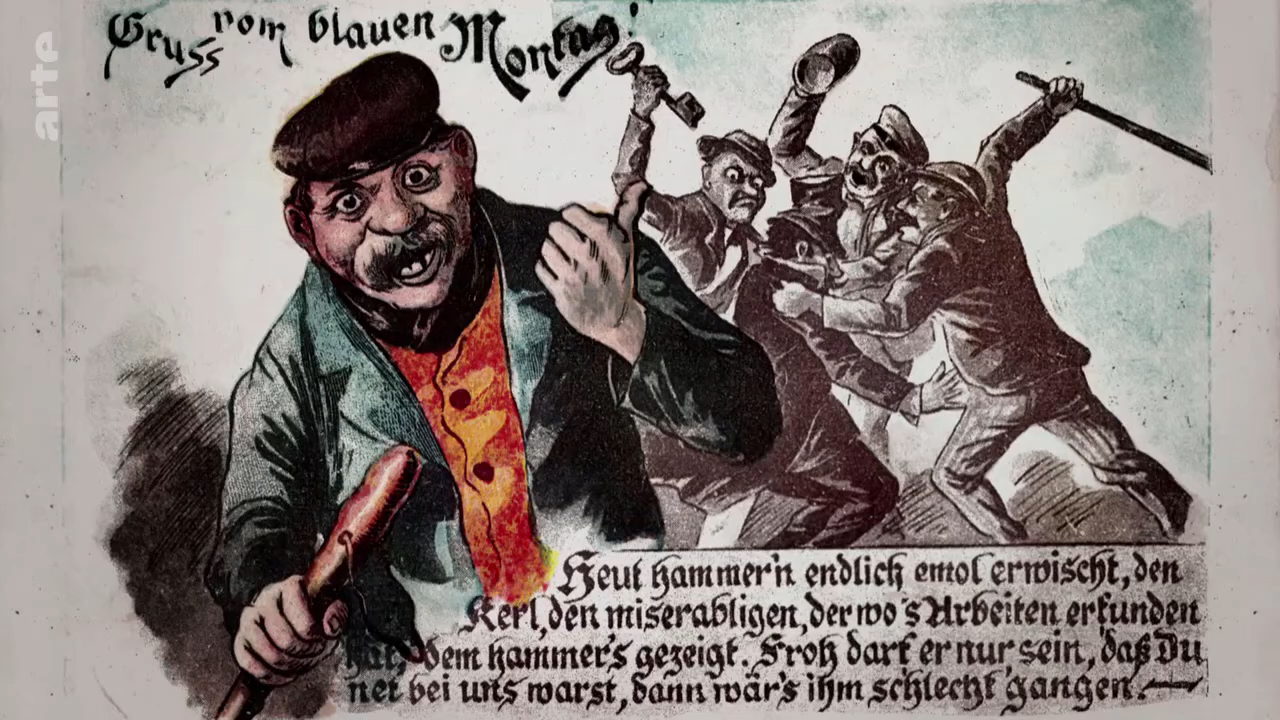 arte
Gruss vom blauen Montag!
Heut hammer'n endlich emol erwischt, den
Kerl, den miserabligen, der wo's Arbeiten erfunden
hat, dem hammer's gezeigt. Froh darf er nur sein, daß Du
net bei uns warst, dann wär's ihm schlecht gangen.—